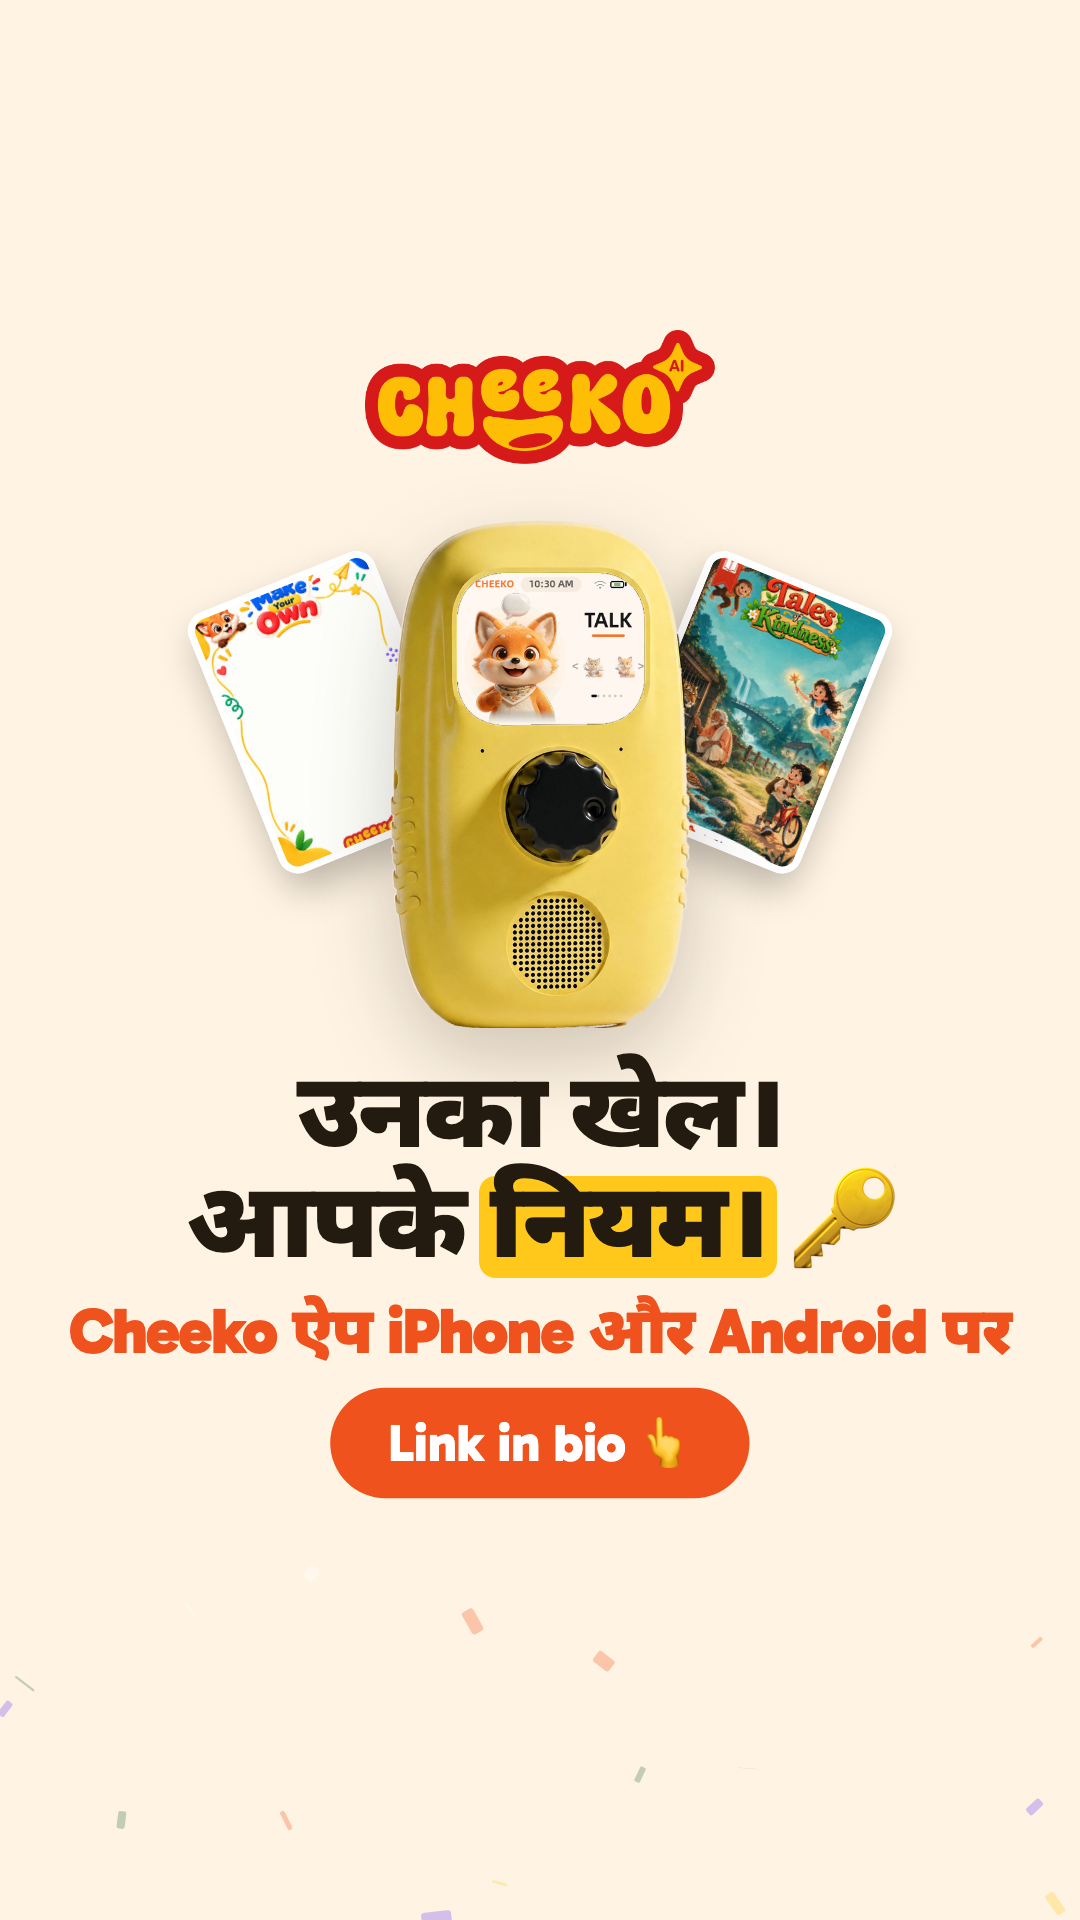 CHEEKO AI
Make
Your
Own
CHEEKO
CHEEKO 10:30 AM
TALK
< >
Tales
of
Kindness
उनका खेल।
आपके नियम।
Cheeko ऐप iPhone और Android पर
Link in bio